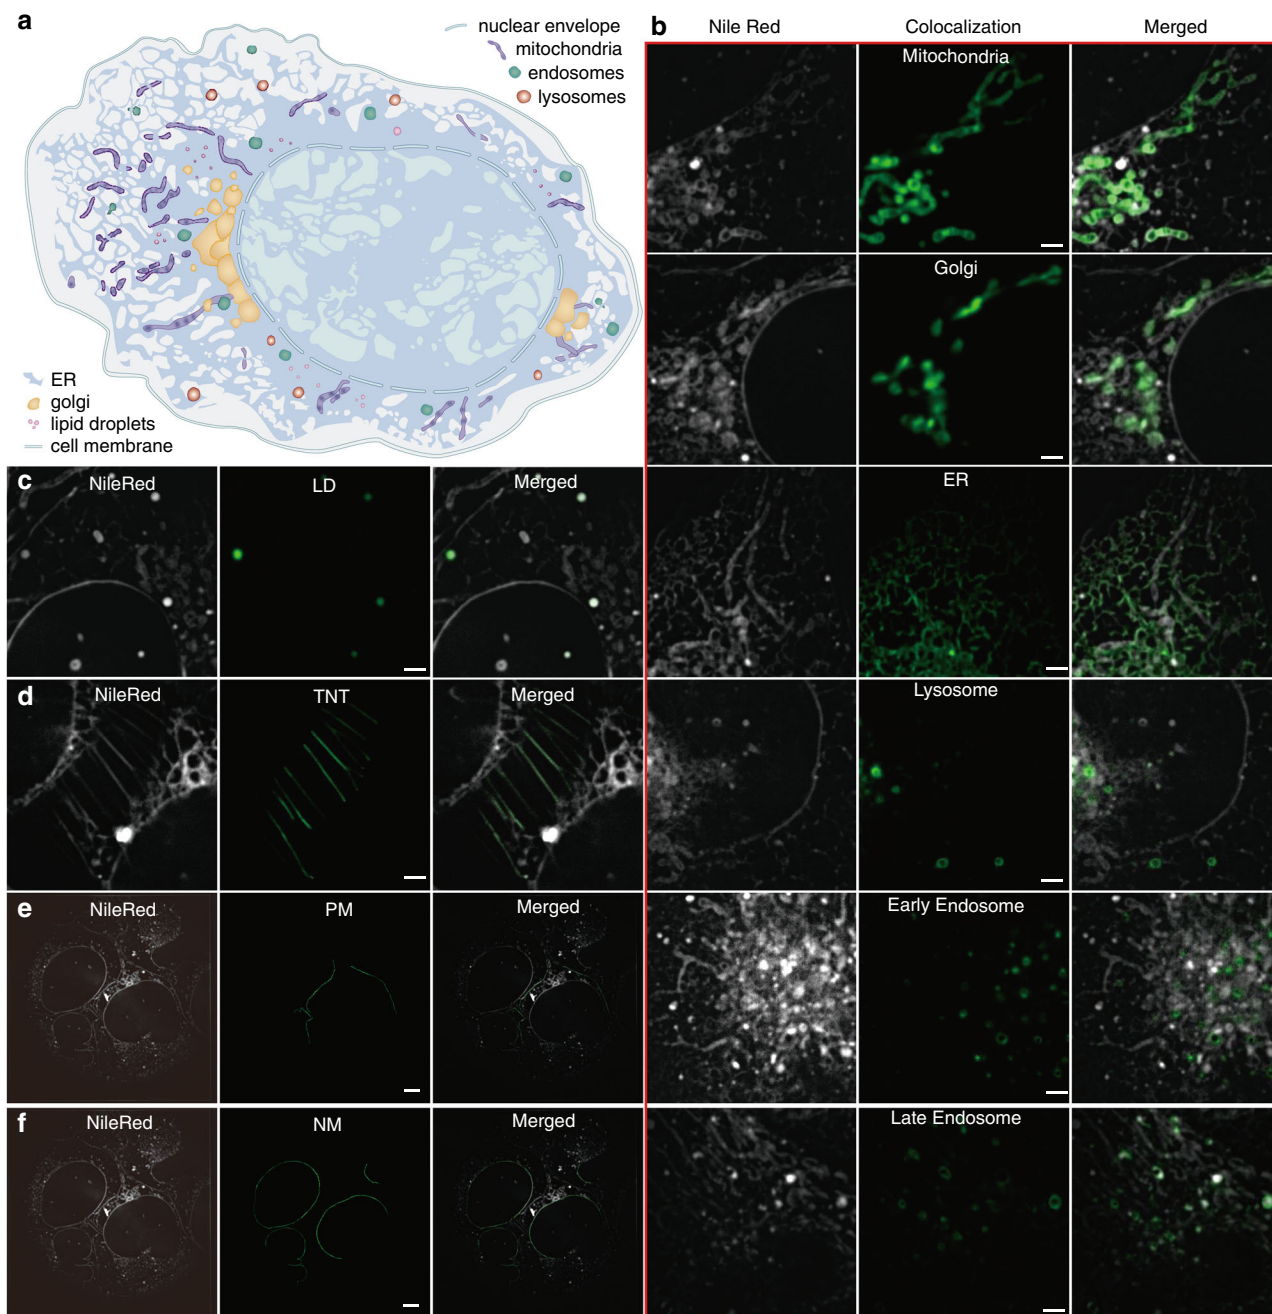 a
nuclear envelope
mitochondria
endosomes
lysosomes
ER
golgi
lipid droplets
cell membrane
b
Nile Red Colocalization Merged
Mitochondria
Golgi
ER
Lysosome
Early Endosome
Late Endosome
c
NileRed LD Merged
d
NileRed TNT Merged
e
NileRed PM Merged
f
NileRed NM Merged